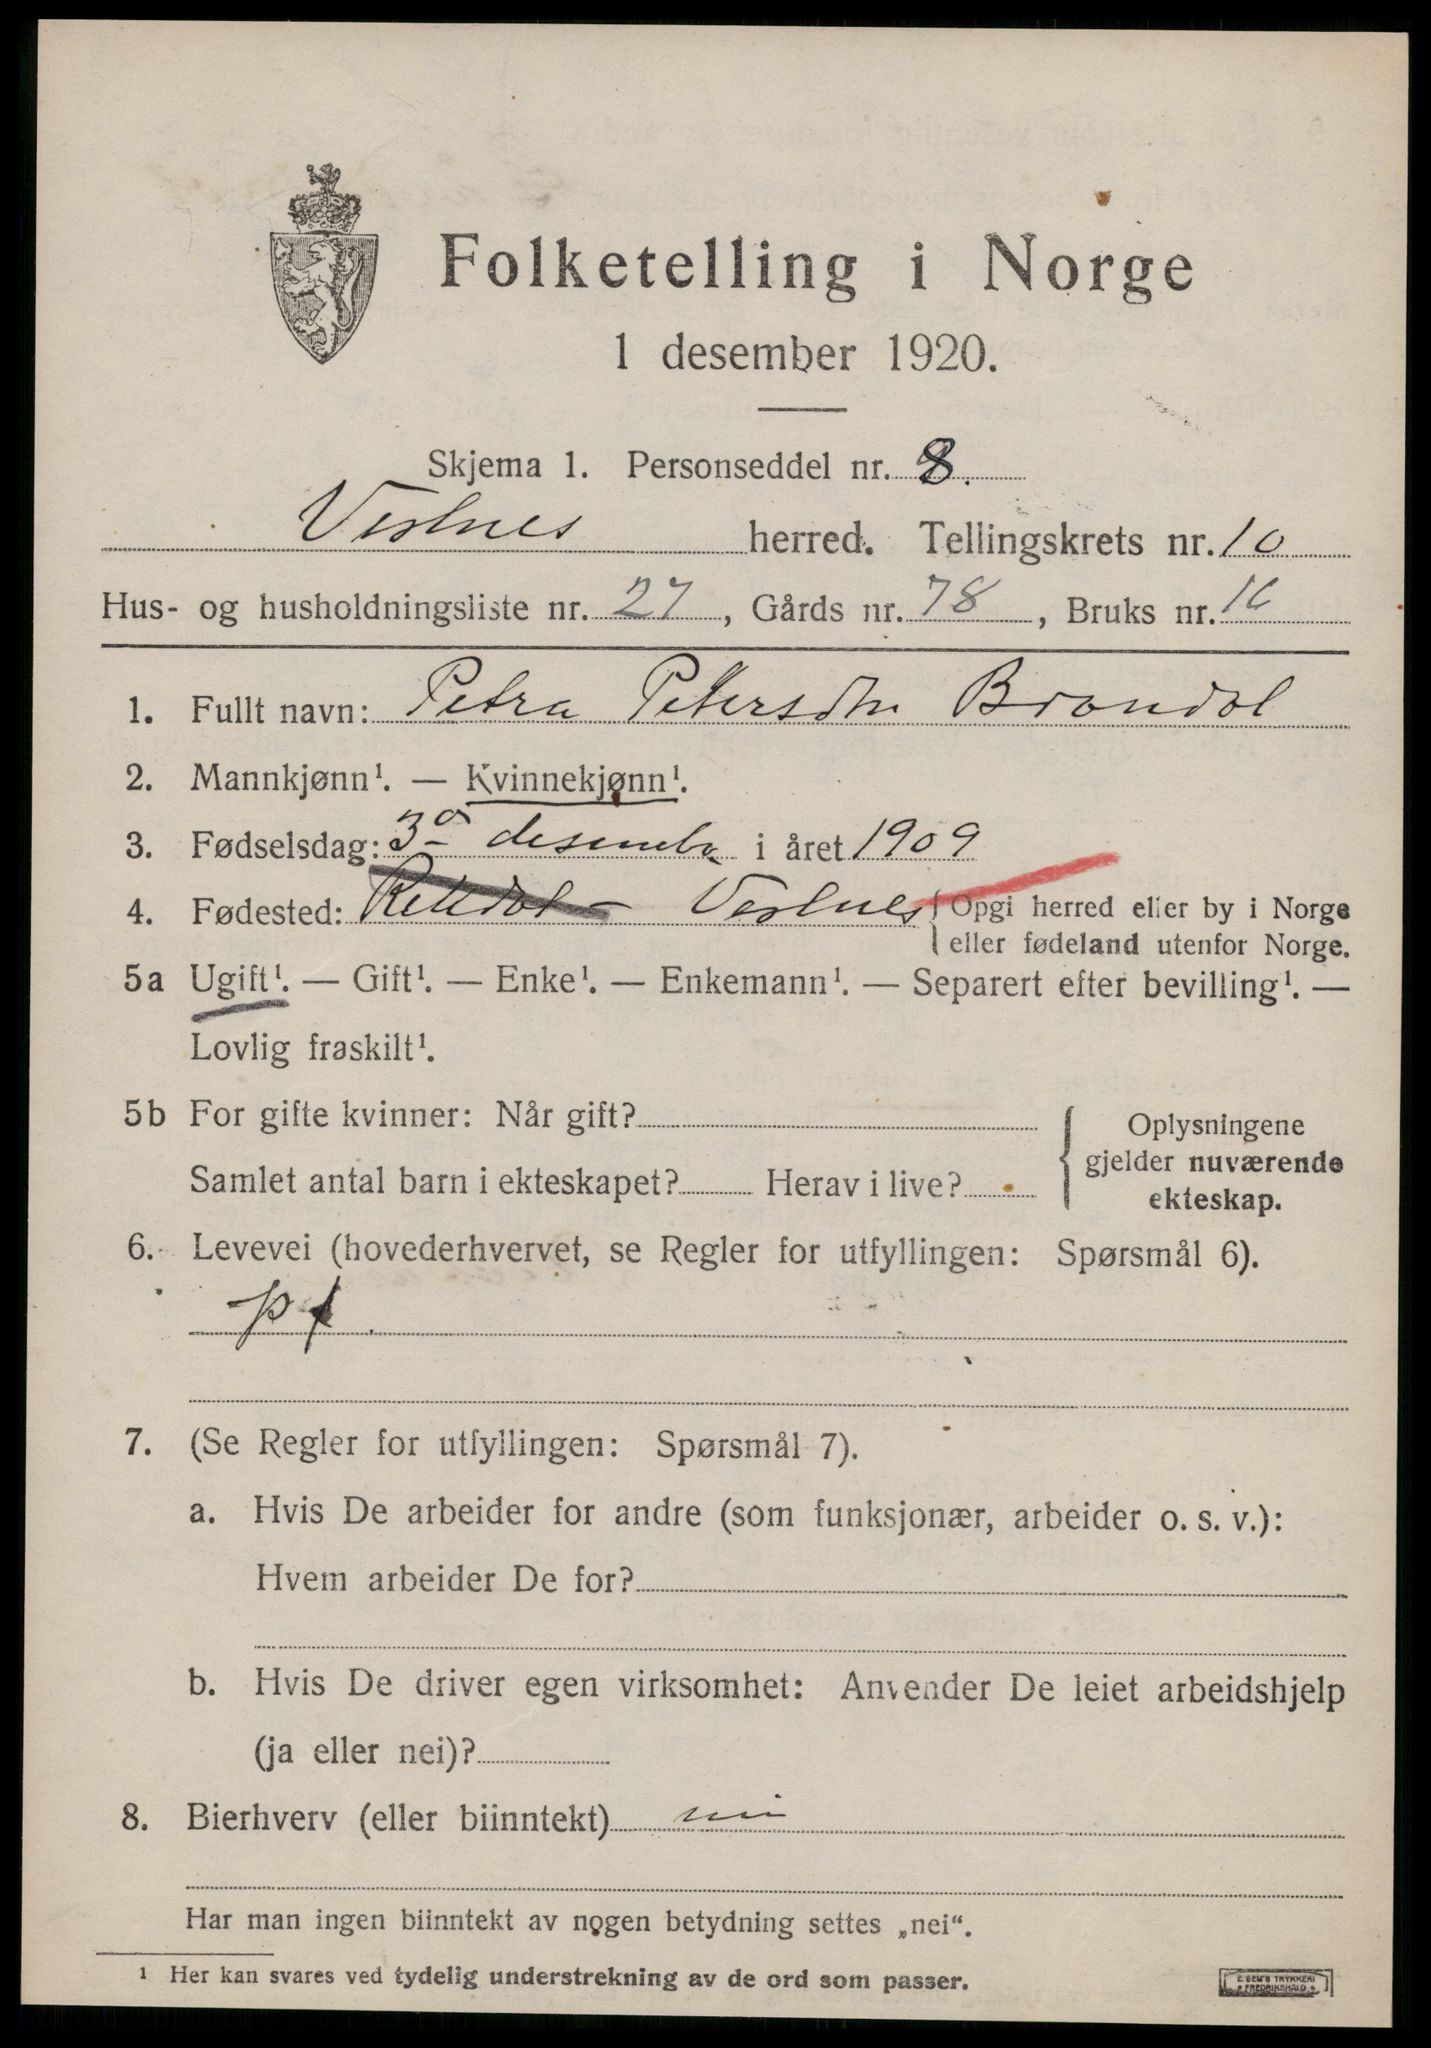 Folketelling i Norge
1 desember 1920.
Skjema 1. Personseddel nr. 8.
Vestnes herred. Tellingskrets nr. 10
Hus- og husholdningsliste nr. 27, Gårds nr. 78, Bruks nr. 16
1. Fullt navn: Petra Petersdtr Brandol
2. Mannkjønn¹. — Kvinnekjønn¹.
3. Fødselsdag: 3 desember i året 1909
4. Fødested: Vestnes { Opgi herred eller by i Norge
eller fødeland utenfor Norge.
5a Ugift¹. — Gift¹. — Enke¹. — Enkemann¹. — Separert efter bevilling¹. —
Lovlig fraskilt¹.
5b For gifte kvinner: Når gift?
Samlet antal barn i ekteskapet? Herav i live?
{ Oplysningene
gjelder nuværende
ekteskap.
6. Levevei (hovederhvervet, se Regler for utfyllingen: Spørsmål 6).
7. (Se Regler for utfyllingen: Spørsmål 7).
a. Hvis De arbeider for andre (som funksjonær, arbeider o. s. v.):
Hvem arbeider De for?
b. Hvis De driver egen virksomhet: Anvender De leiet arbeidshjelp
(ja eller nei)?
8. Bierhverv (eller biinntekt) nei
Har man ingen biinntekt av nogen betydning settes „nei“.
¹ Her kan svares ved tydelig understrekning av de ord som passer.
E. SEM'S TRYKKERI
FREDRIKSHALD